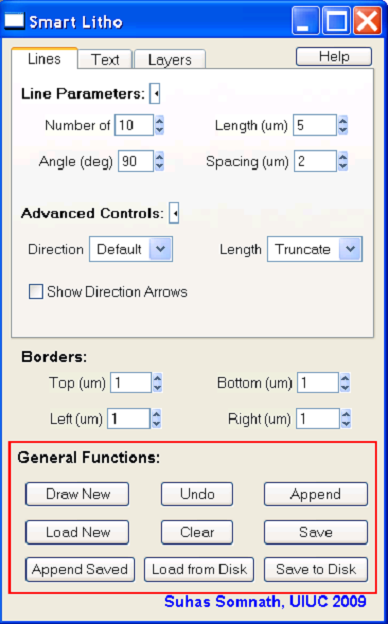 Smart Litho
Lines Text Layers Help
Line Parameters:
Number of 10 Length (um) 5
Angle (deg) 90 Spacing (um) 2
Advanced Controls:
Direction Default Length Truncate
Show Direction Arrows
Borders:
Top (um) 1 Bottom (um) 1
Left (um) 1 Right (um) 1
General Functions:
Draw New Undo Append
Load New Clear Save
Append Saved Load from Disk Save to Disk
Suhas Somnath, UIUC 2009